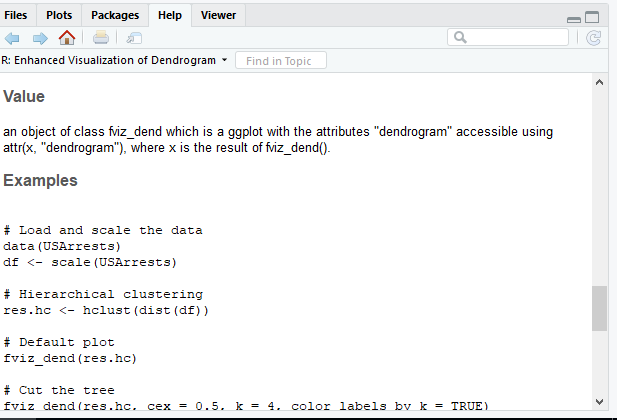 Files Plots Packages Help Viewer
R: Enhanced Visualization of Dendrogram Find in Topic
Value
an object of class fviz_dend which is a ggplot with the attributes "dendrogram" accessible using
attr(x, "dendrogram"), where x is the result of fviz_dend().
Examples
# Load and scale the data
data(USArrests)
df <- scale(USArrests)
# Hierarchical clustering
res.hc <- hclust(dist(df))
# Default plot
fviz_dend(res.hc)
# Cut the tree
fviz_dend(res.hc, cex = 0.5, k = 4, color_labels_by_k = TRUE)